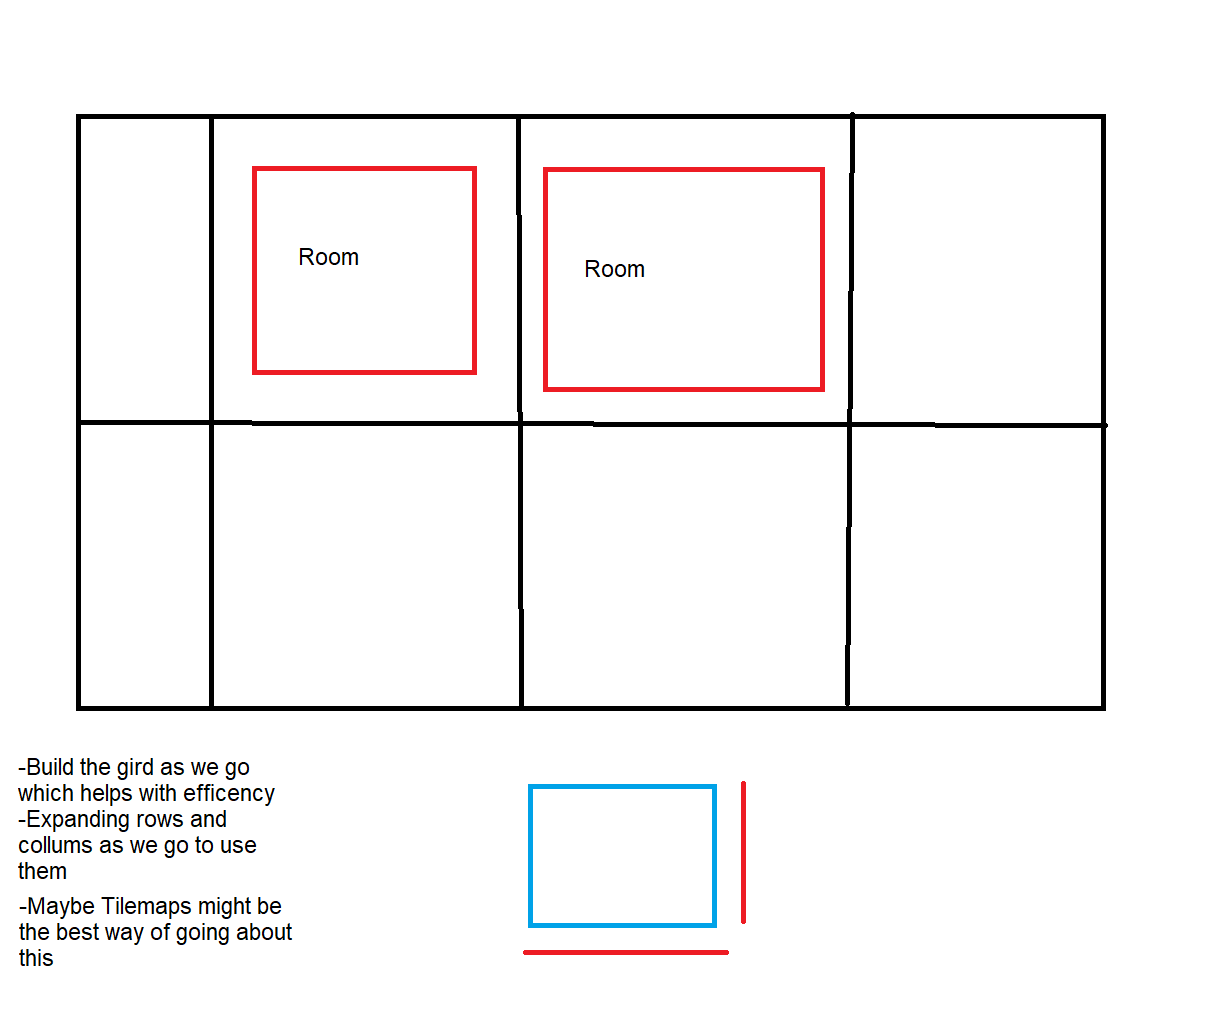 Room
Room
-Build the gird as we go
which helps with efficency
-Expanding rows and
collums as we go to use
them
-Maybe Tilemaps might be
the best way of going about
this